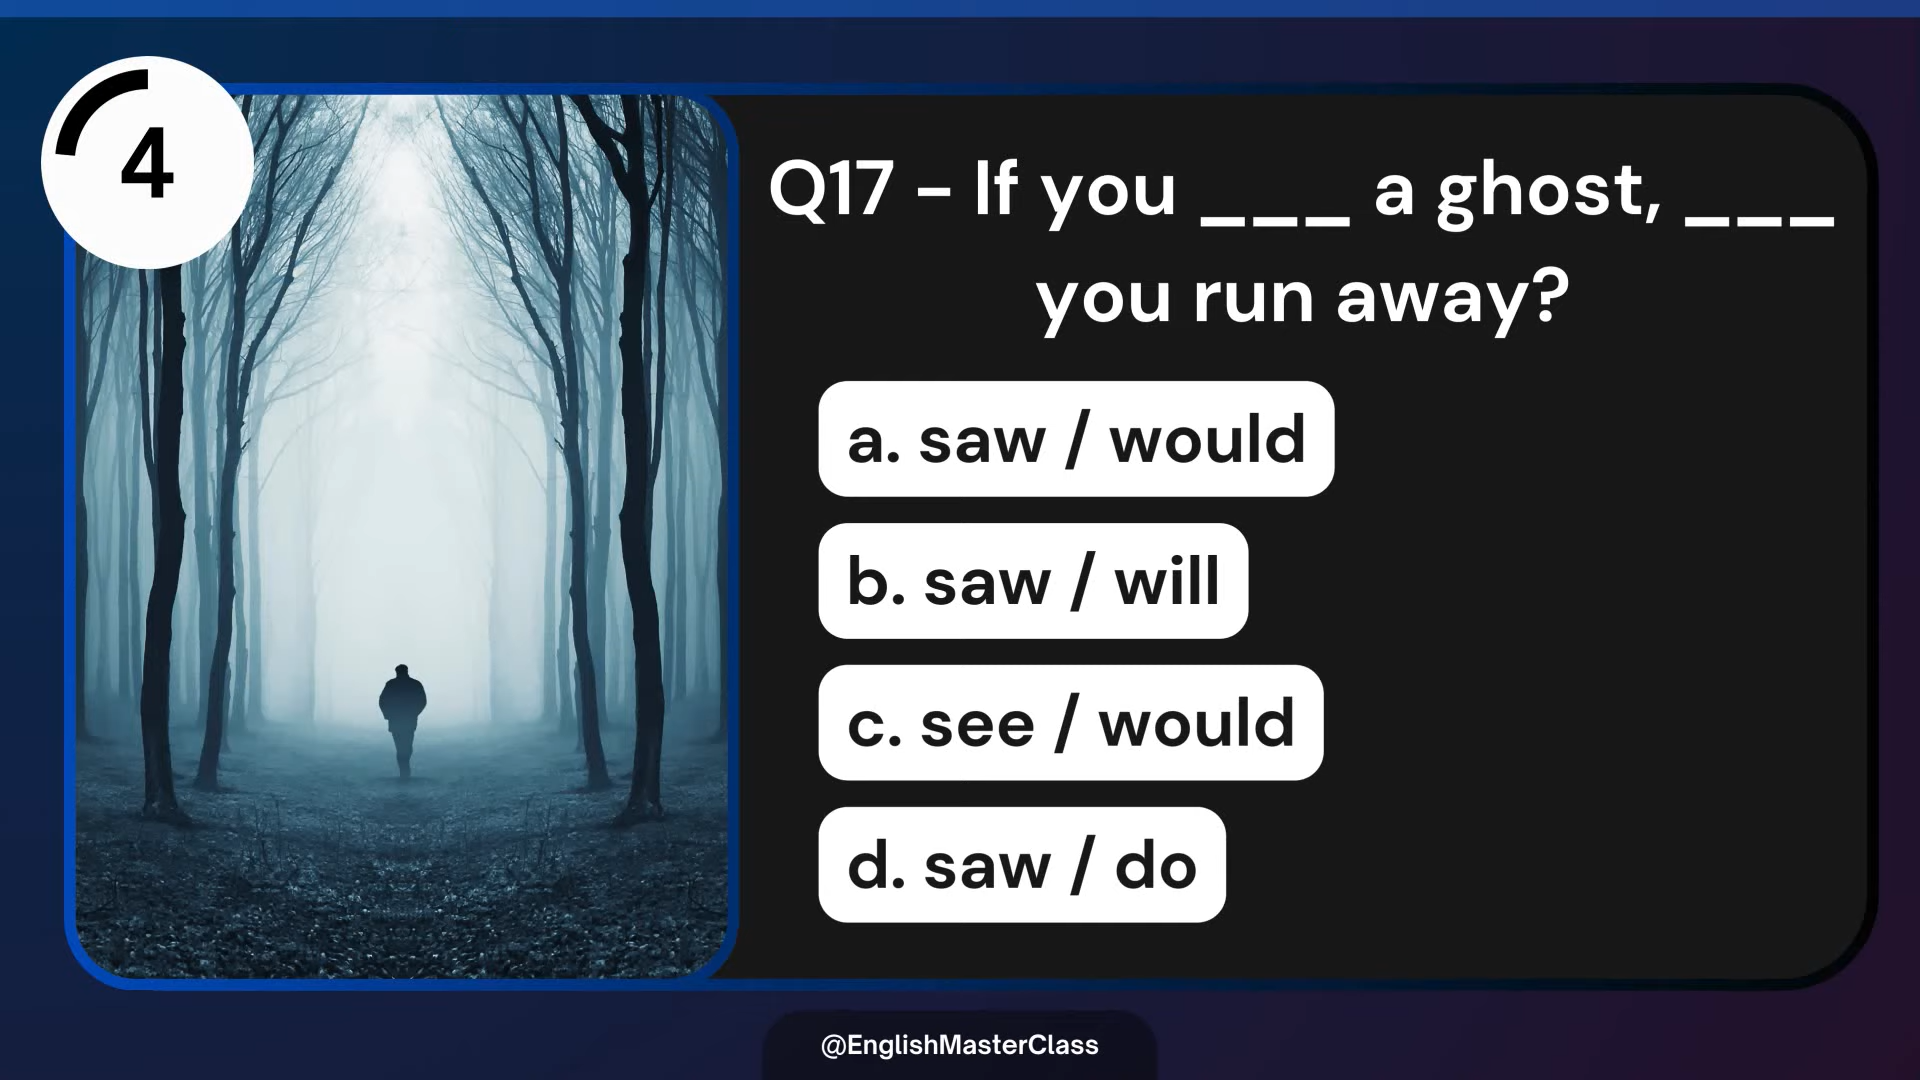 4
Q17 - If you ___ a ghost, ___
you run away?
a. saw / would
b. saw / will
c. see / would
d. saw / do
@EnglishMasterClass